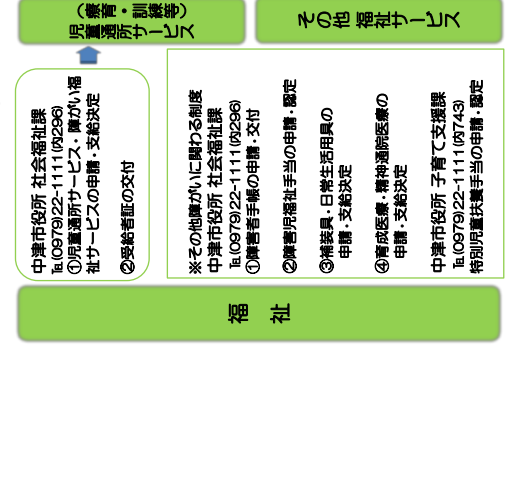 福　祉
中津市役所 社会福祉課
℡(0979)22-1111(内296)
①児童通所サービス・障がい福
祉サービスの申請・支給決定
②受給者証の交付
児童通所サービス
（療育・訓練等）
※その他障がいに関わる制度
中津市役所 社会福祉課
℡(0979)22-1111(内296)
①障害者手帳の申請・交付
②障害児福祉手当の申請・認定
③補装具・日常生活用具の
申請・支給決定
④育成医療・精神通院医療の
申請・支給決定
中津市役所 子育て支援課
℡(0979)22-1111(内743)
特別児童扶養手当の申請・認定
その他 福祉サービス